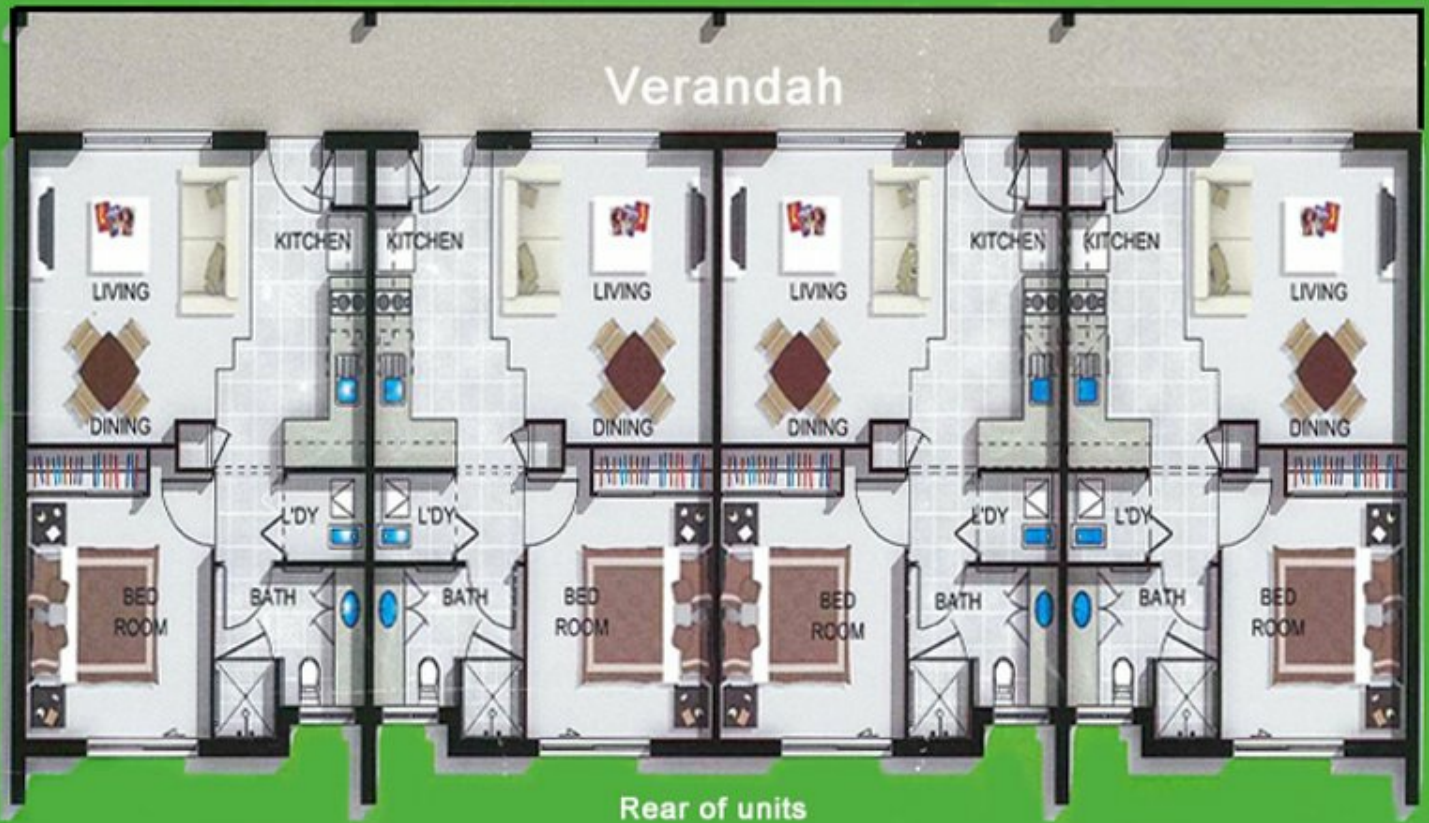 Verandah
KITCHEN KITCHEN KITCHEN KITCHEN
LIVING LIVING LIVING LIVING
DINING DINING DINING DINING
L'DY L'DY L'DY L'DY
BED ROOM BATH BATH BED ROOM BED ROOM BATH BATH BED ROOM
Rear of units